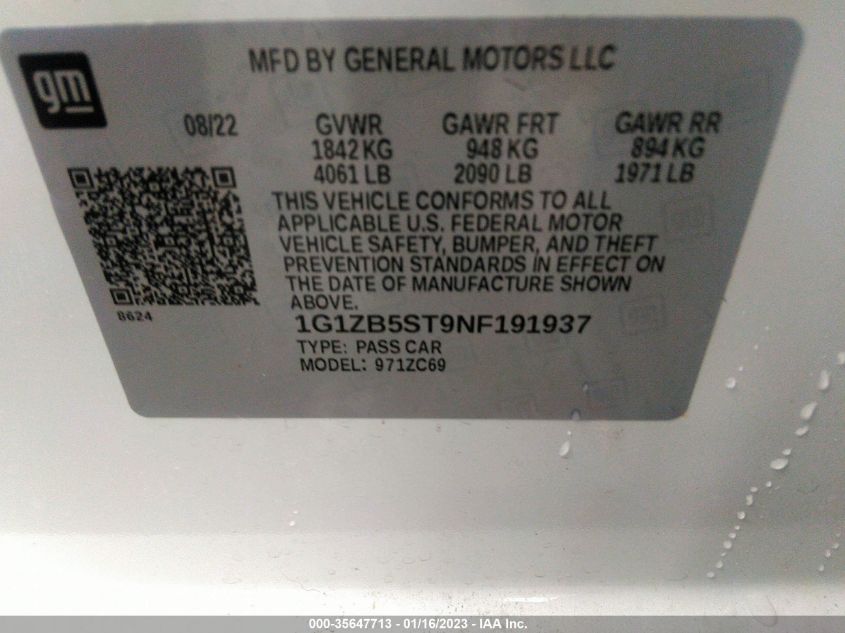 gm
MFD BY GENERAL MOTORS LLC
08/22 GVWR GAWR FRT GAWR RR
1842 KG 948 KG 894 KG
4061 LB 2090 LB 1971 LB
THIS VEHICLE CONFORMS TO ALL
APPLICABLE U.S. FEDERAL MOTOR
VEHICLE SAFETY, BUMPER, AND THEFT
PREVENTION STANDARDS IN EFFECT ON
THE DATE OF MANUFACTURE SHOWN
ABOVE.
8624
1G1ZB5ST9NF191937
TYPE: PASS CAR
MODEL: 971ZC69
000-35647713 - 01/16/2023 - IAA Inc.